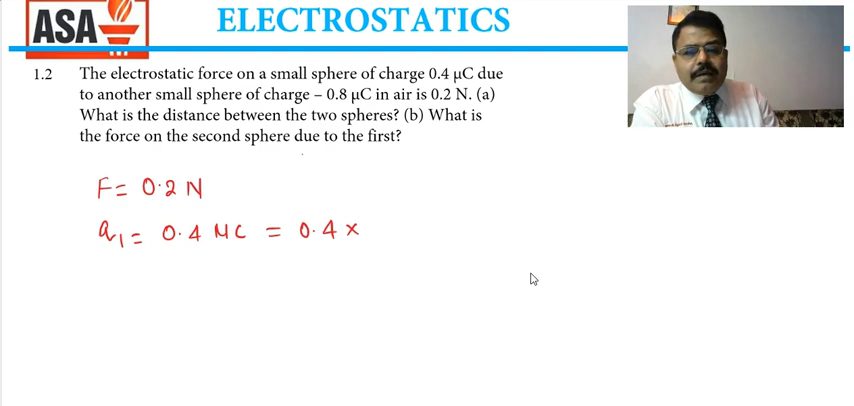 ASA
ELECTROSTATICS
1.2 The electrostatic force on a small sphere of charge 0.4 μC due
to another small sphere of charge – 0.8 μC in air is 0.2 N. (a)
What is the distance between the two spheres? (b) What is
the force on the second sphere due to the first?
F = 0.2 N
q1 = 0.4 μC = 0.4 ×